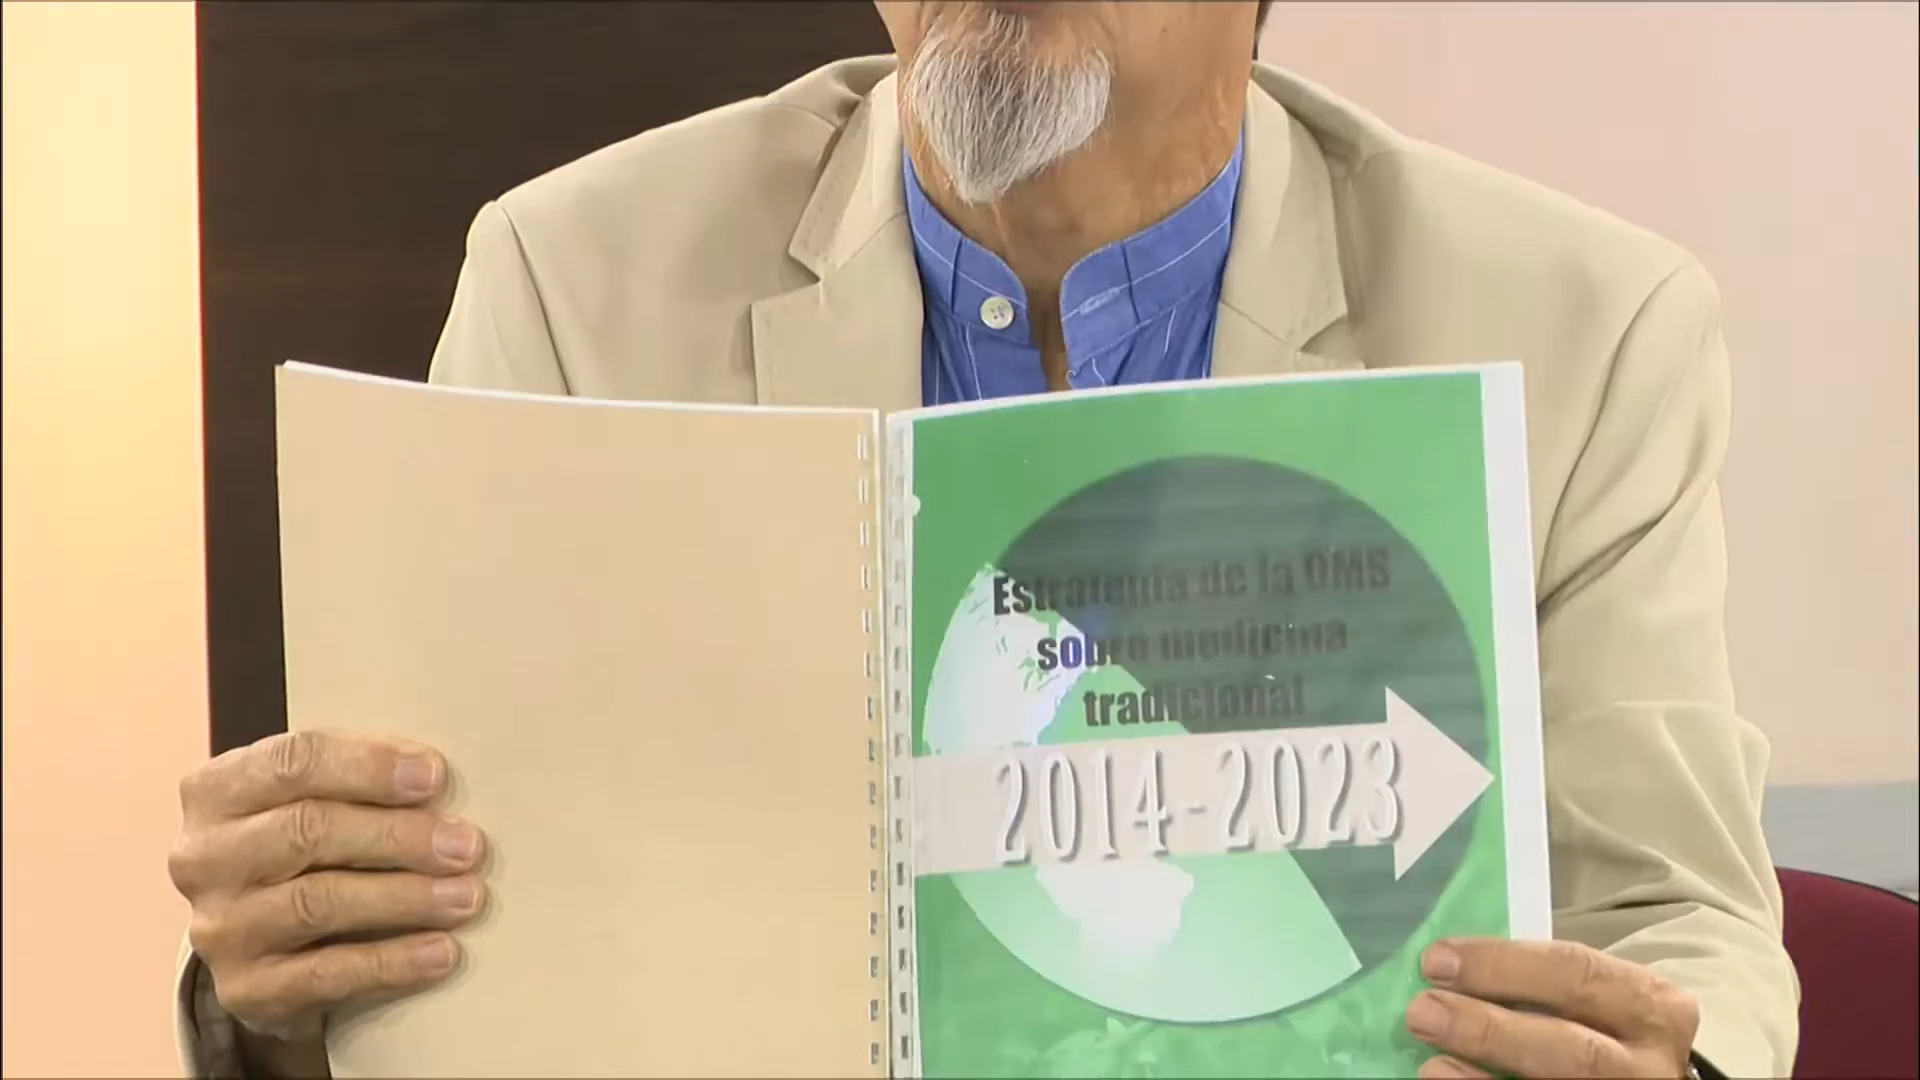 Estrategia de la OMS
sobre medicina
tradicional
2014-2023